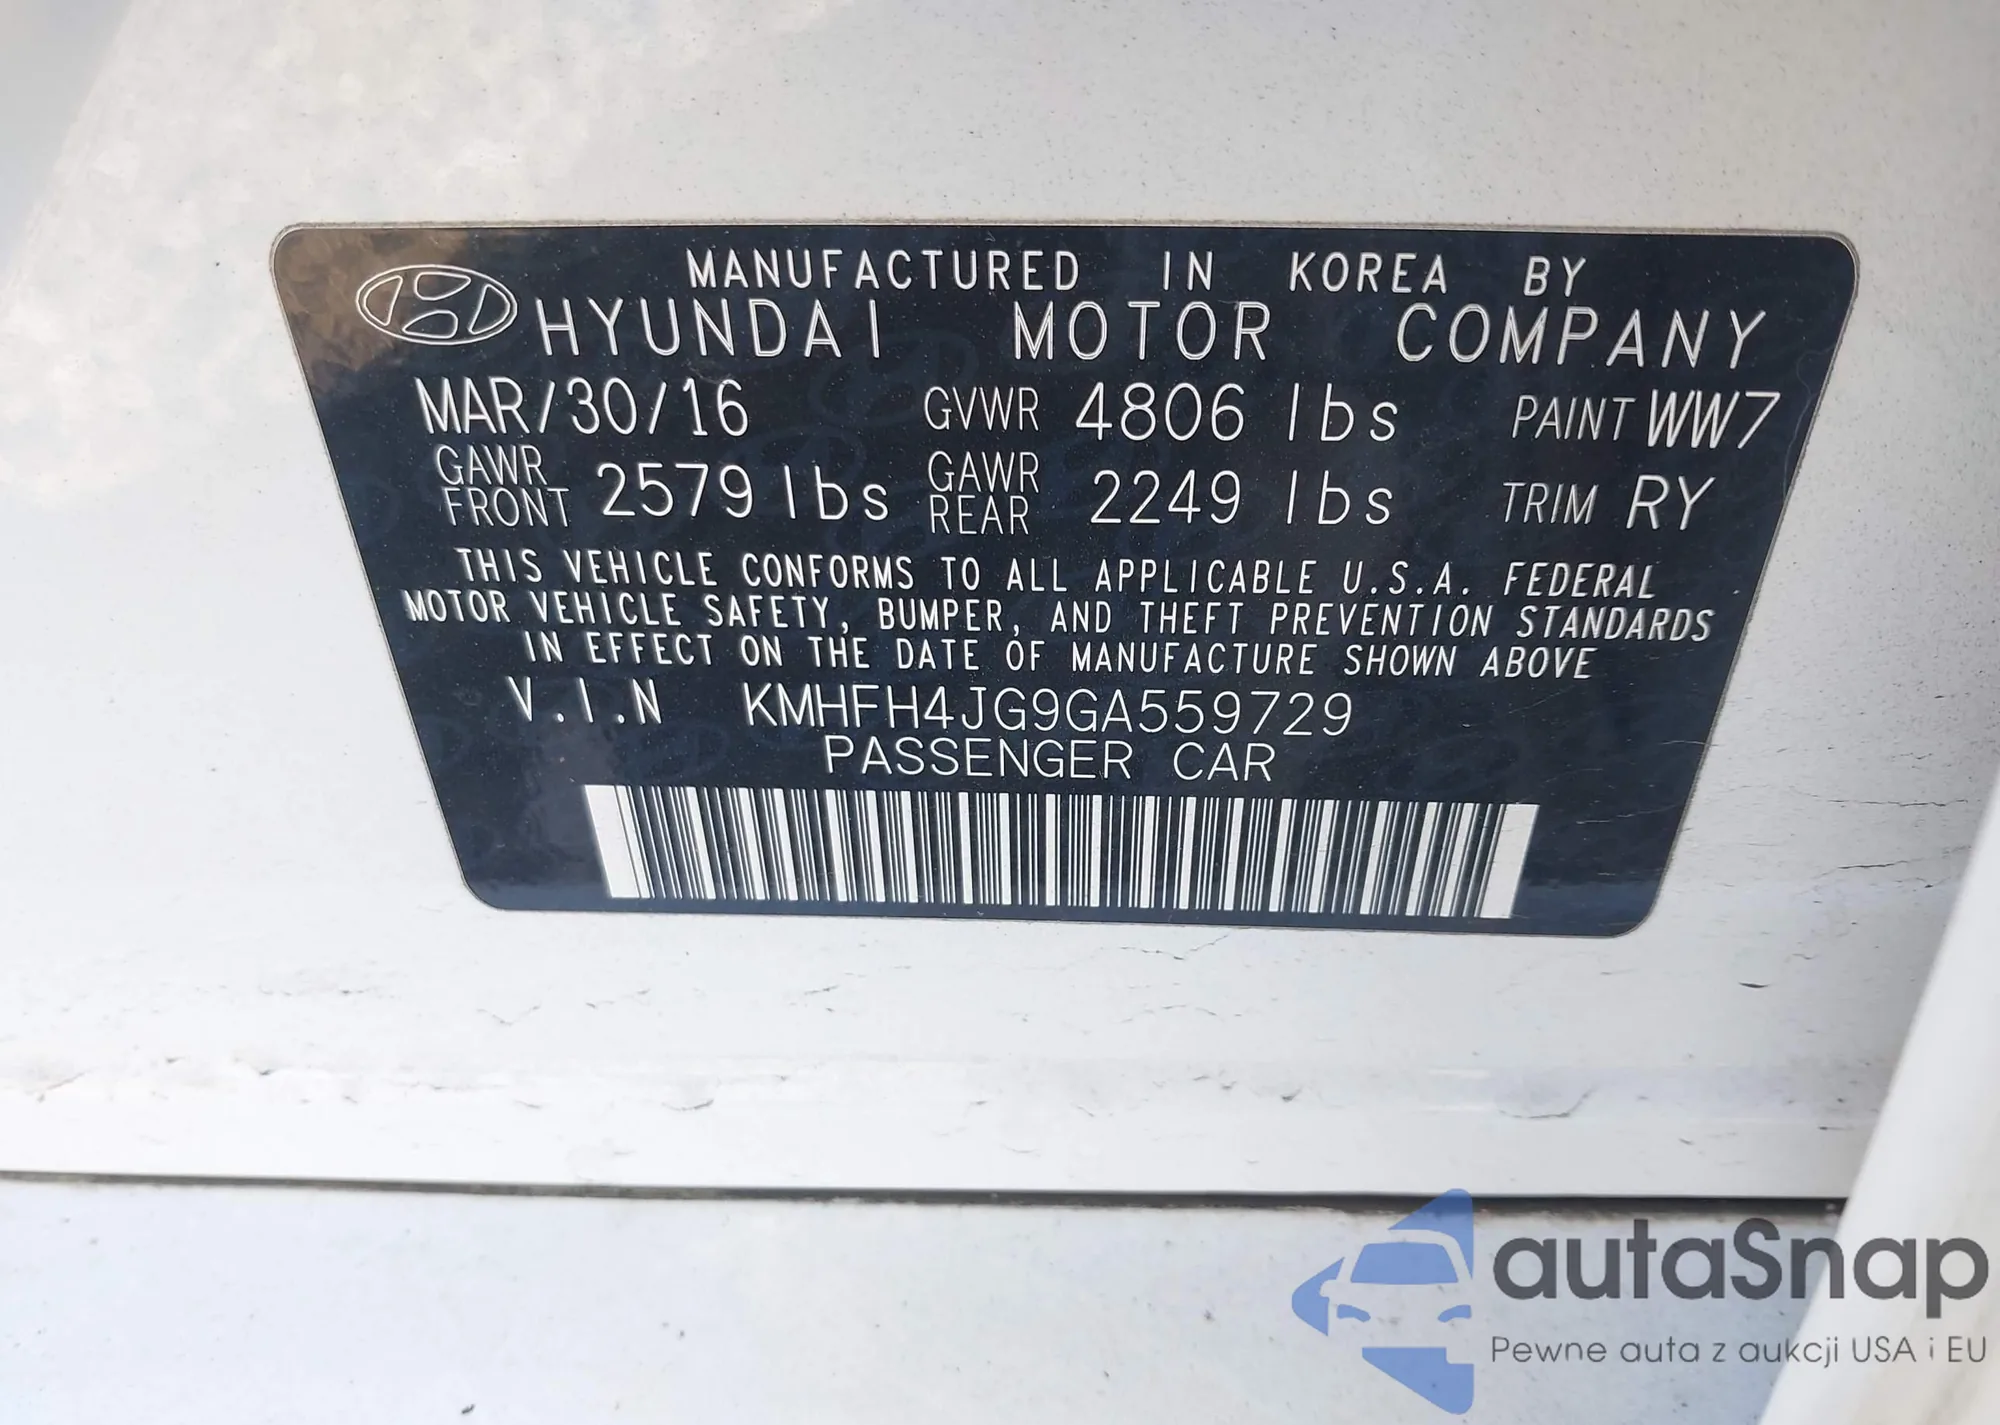 MANUFACTURED IN KOREA BY
HYUNDAI MOTOR COMPANY
MAR/30/16 GVWR 4806 lbs PAINT WW7
GAWR FRONT 2579 lbs GAWR REAR 2249 lbs TRIM RY
THIS VEHICLE CONFORMS TO ALL APPLICABLE U.S.A. FEDERAL
MOTOR VEHICLE SAFETY, BUMPER, AND THEFT PREVENTION STANDARDS
IN EFFECT ON THE DATE OF MANUFACTURE SHOWN ABOVE
V.I.N KMHFH4JG9GA559729
PASSENGER CAR
autaSnap
Pewne auta z aukcji USA i EU